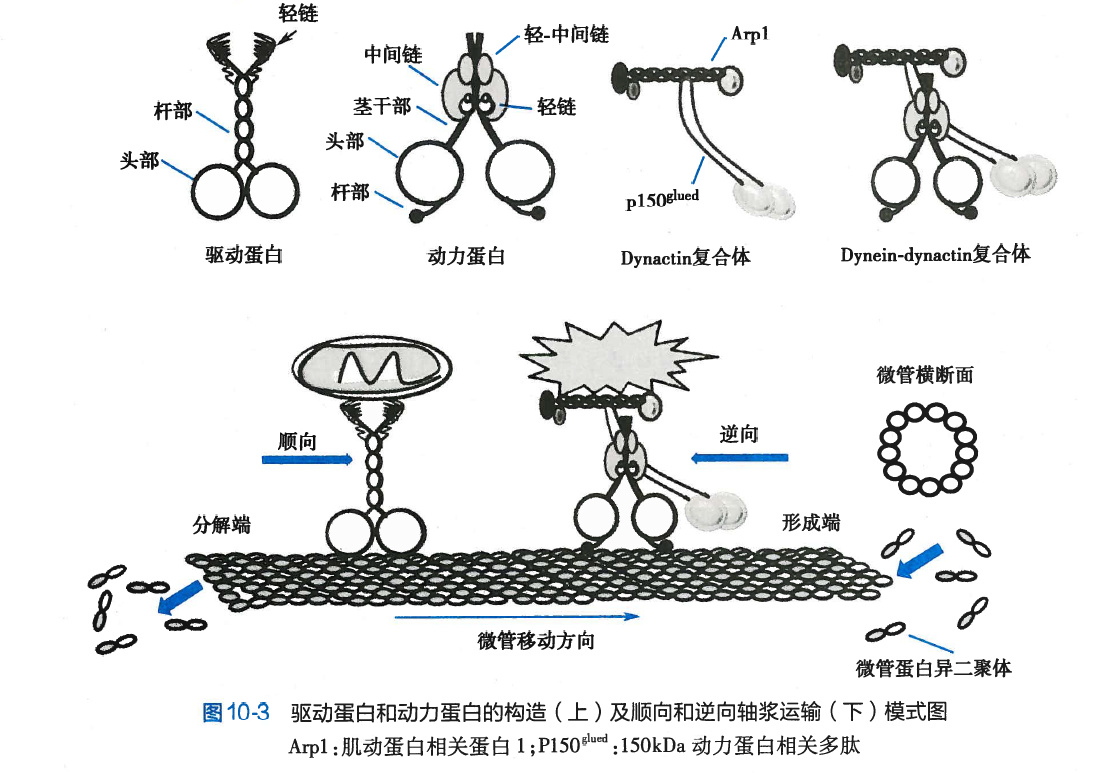 轻链
轻-中间链
Arp1
中间链
杆部
茎干部
轻链
头部
头部
杆部
p150glued
驱动蛋白
动力蛋白
Dynactin复合体
Dynein-dynactin复合体
微管横断面
顺向
逆向
分解端
形成端
微管移动方向
微管蛋白异二聚体
图10-3 驱动蛋白和动力蛋白的构造(上)及顺向和逆向轴浆运输(下)模式图
Arp1:肌动蛋白相关蛋白1;P150glued:150kDa 动力蛋白相关多肽